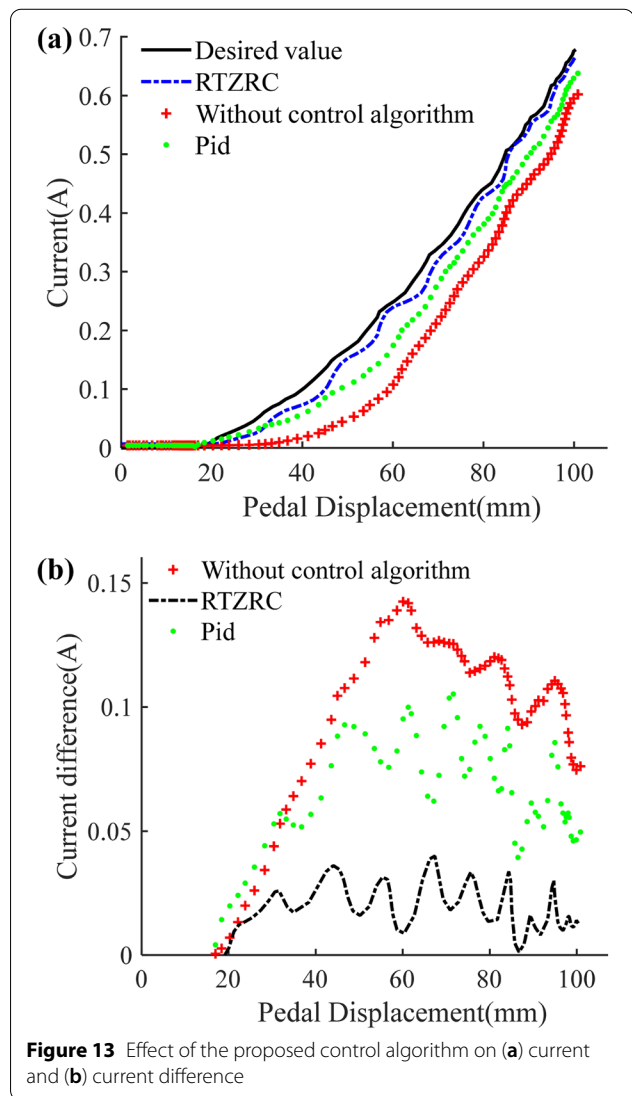 (a)
0.7
Desired value
RTZRC
0.6
Without control algorithm
0.5
Pid
0.4
0.3
0.2
0.1
0
Current(A)
0 20 40 60 80 100
Pedal Displacement(mm)
(b)
Without control algorithm
0.15
RTZRC
Pid
0.1
0.05
0
Current difference(A)
0 20 40 60 80 100
Pedal Displacement(mm)
Figure 13 Effect of the proposed control algorithm on (a) current
and (b) current difference